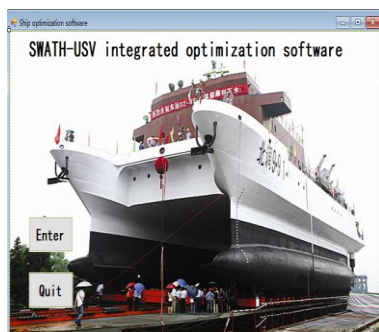 Ship optimization software
SWATH-USV integrated optimization software
Enter
Quit